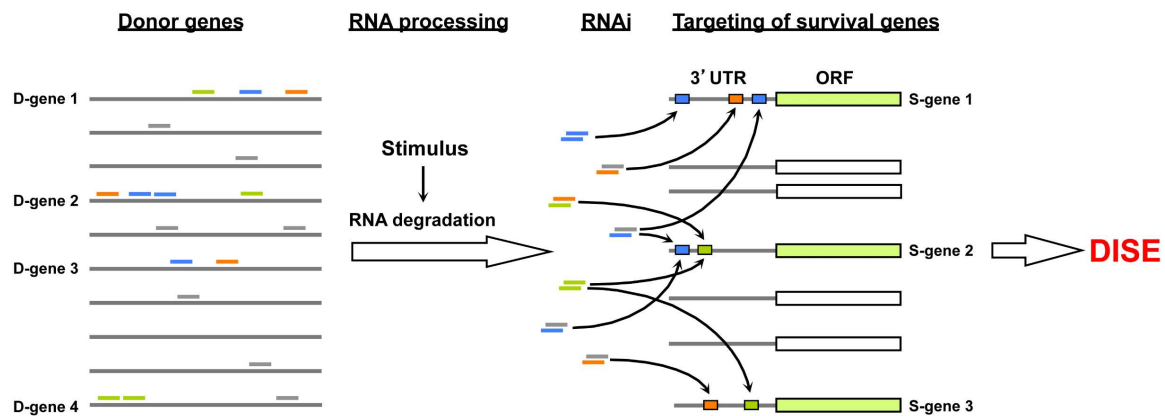 Donor genes
RNA processing
RNAi
Targeting of survival genes
3' UTR
ORF
D-gene 1
S-gene 1
Stimulus
D-gene 2
RNA degradation
D-gene 3
S-gene 2
DISE
D-gene 4
S-gene 3